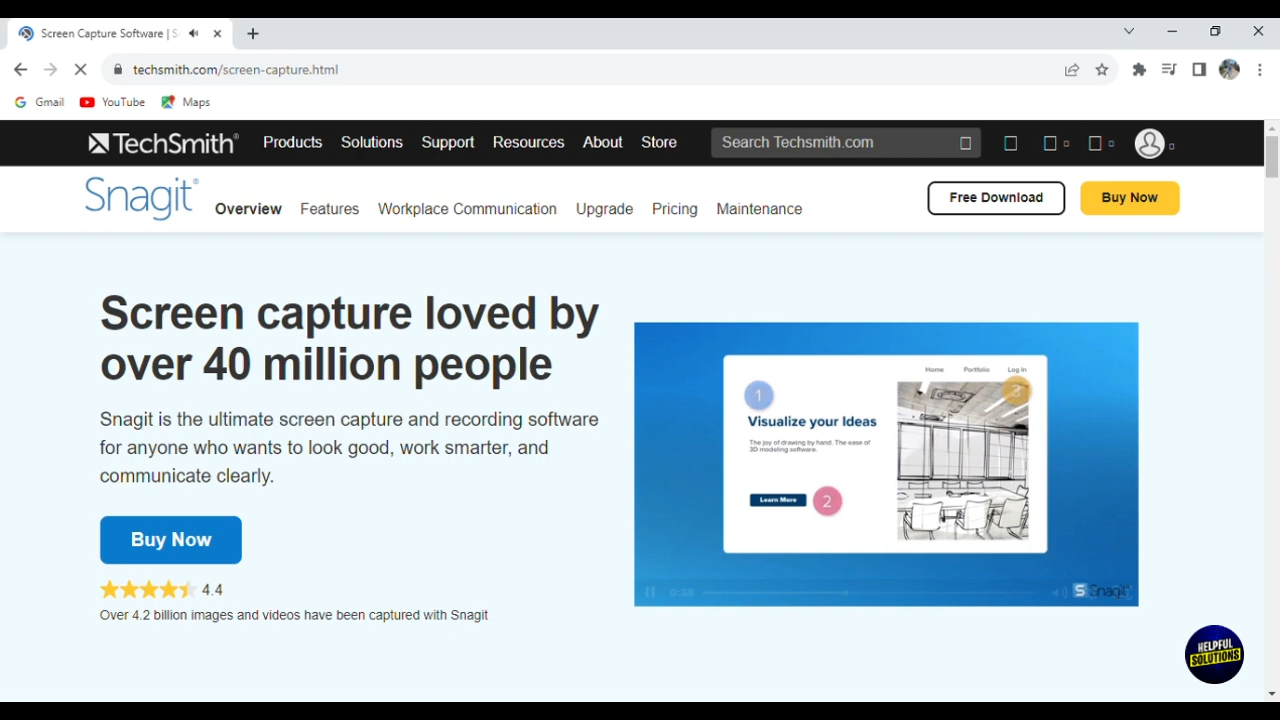 Screen Capture Software | S
techsmith.com/screen-capture.html
Gmail YouTube Maps
TechSmith® Products Solutions Support Resources About Store Search Techsmith.com
Snagit® Overview Features Workplace Communication Upgrade Pricing Maintenance Free Download Buy Now
Screen capture loved by
over 40 million people
Snagit is the ultimate screen capture and recording software
for anyone who wants to look good, work smarter, and
communicate clearly.
Buy Now
4.4
Over 4.2 billion images and videos have been captured with Snagit
Home Portfolio Log In
1
3
Visualize your Ideas
The joy of drawing by hand. The ease of
3D modeling software.
Learn More
2
Snagit
HELPFUL
SOLUTIONS